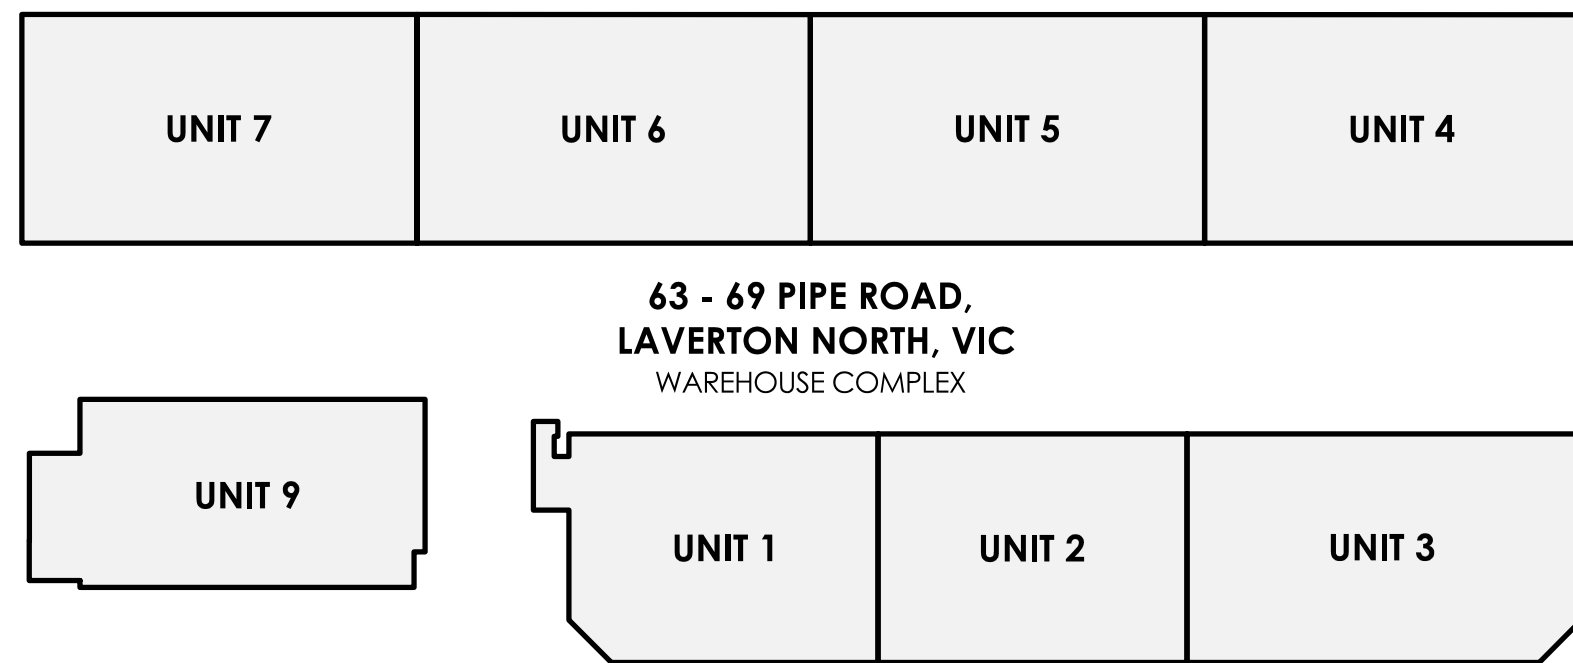 UNIT 7
UNIT 6
UNIT 5
UNIT 4
63 - 69 PIPE ROAD,
LAVERTON NORTH, VIC
WAREHOUSE COMPLEX
UNIT 9
UNIT 1
UNIT 2
UNIT 3